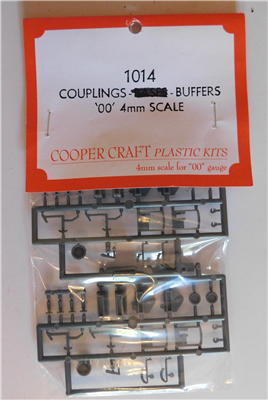 1014
COUPLINGS - - BUFFERS
'00' 4mm SCALE
COOPER CRAFT PLASTIC KITS
4mm scale for "00" gauge